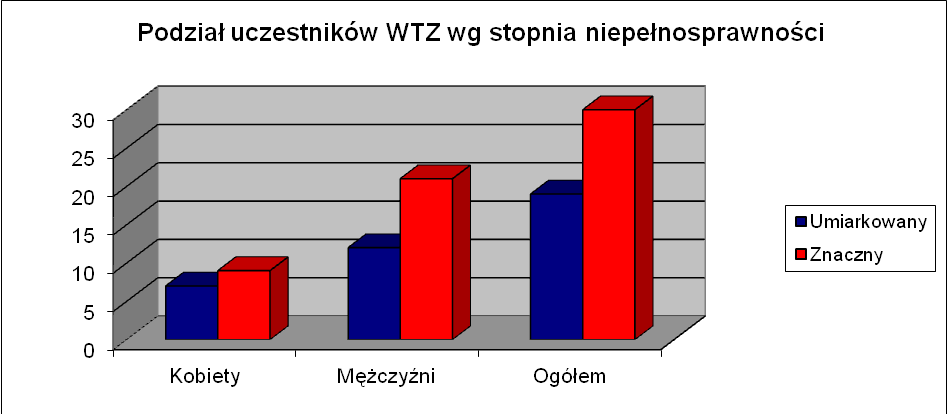 Podział uczestników WTZ wg stopnia niepełnosprawności
30
25
20
15
10
5
0
Kobiety Mężczyźni Ogółem
Umiarkowany
Znaczny